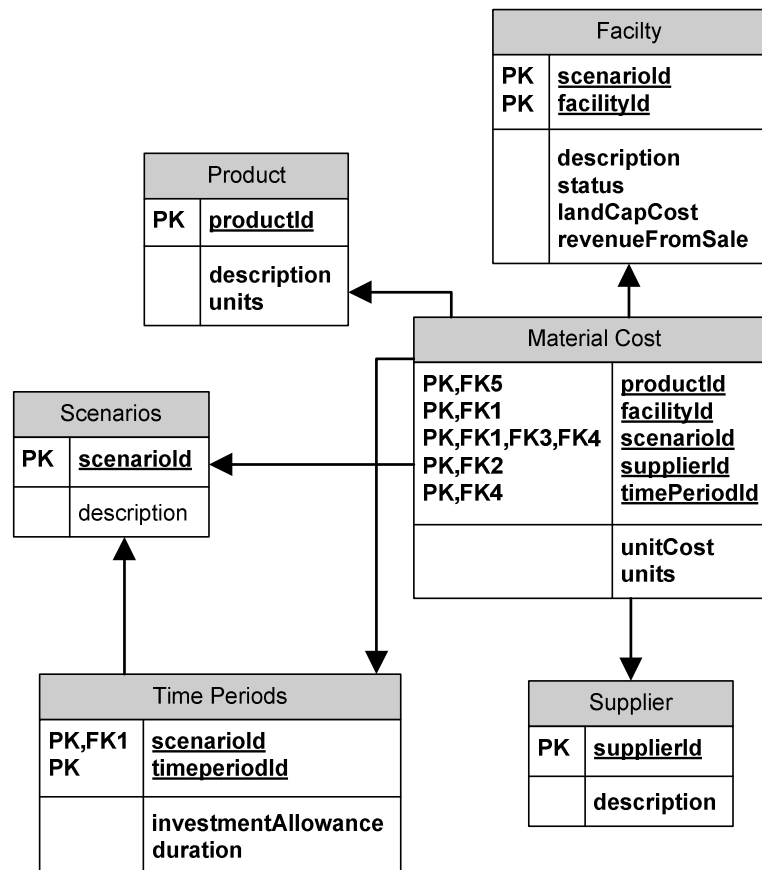 Facilty
PK scenarioId
PK facilityId
description
status
landCapCost
revenueFromSale
Product
PK productId
description
units
Material Cost
PK,FK5 productId
PK,FK1 facilityId
PK,FK1,FK3,FK4 scenarioId
PK,FK2 supplierId
PK,FK4 timePeriodId
unitCost
units
Scenarios
PK scenarioId
description
Time Periods
PK,FK1 scenarioId
PK timeperiodId
investmentAllowance
duration
Supplier
PK supplierId
description